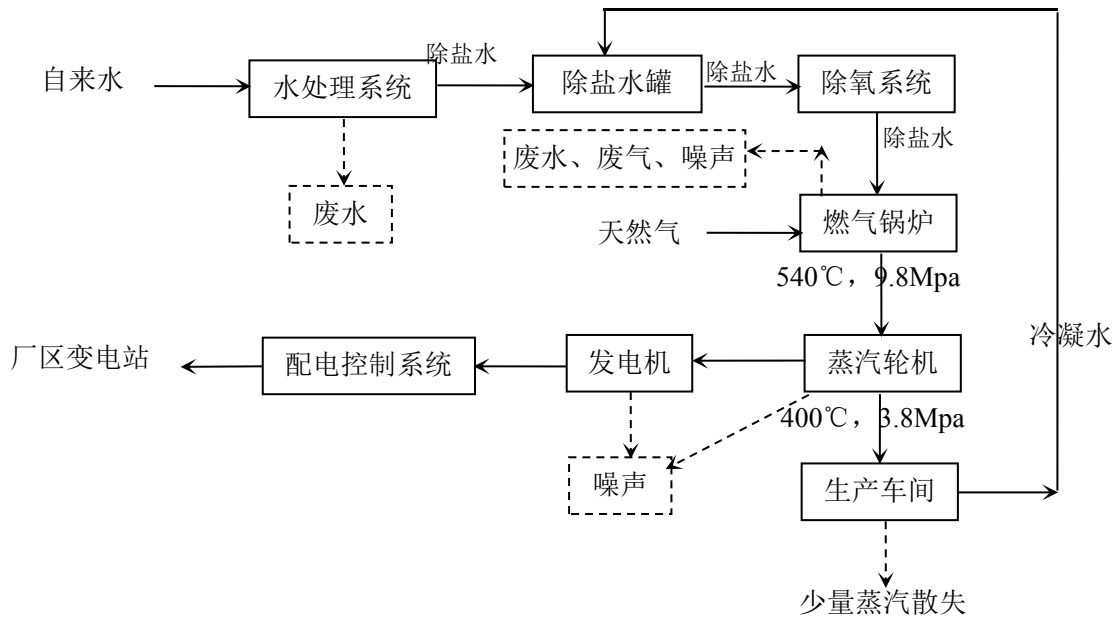 自来水
水处理系统
除盐水
除盐水罐
除盐水
除氧系统
废水、废气、噪声
除盐水
废水
天然气
燃气锅炉
540℃，9.8Mpa
冷凝水
厂区变电站
配电控制系统
发电机
蒸汽轮机
400℃，3.8Mpa
噪声
生产车间
少量蒸汽散失